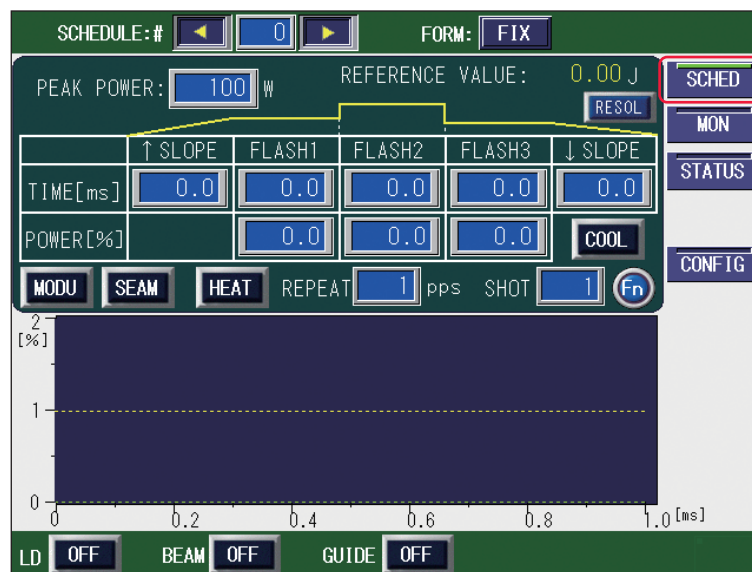 SCHEDULE:# 0 FORM: FIX
PEAK POWER: 100 W REFERENCE VALUE: 0.00 J
RESOL
SCHED
MON
STATUS
CONFIG
↑ SLOPE FLASH1 FLASH2 FLASH3 ↓ SLOPE
TIME[ms] 0.0 0.0 0.0 0.0 0.0
POWER[%] 0.0 0.0 0.0 COOL
MODU SEAM HEAT REPEAT 1 pps SHOT 1 Fn
2
[%]
1
0
0 0.2 0.4 0.6 0.8 1.0 [ms]
LD OFF BEAM OFF GUIDE OFF